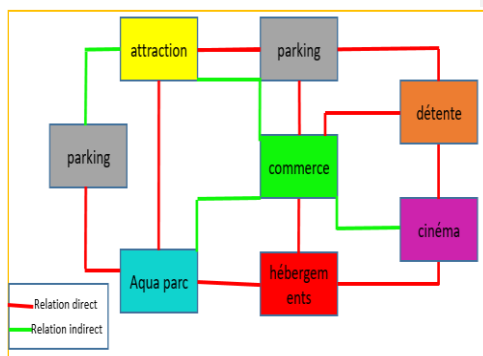 attraction
parking
détente
parking
commerce
cinéma
Aqua parc
hébergem
ents
Relation direct
Relation indirect